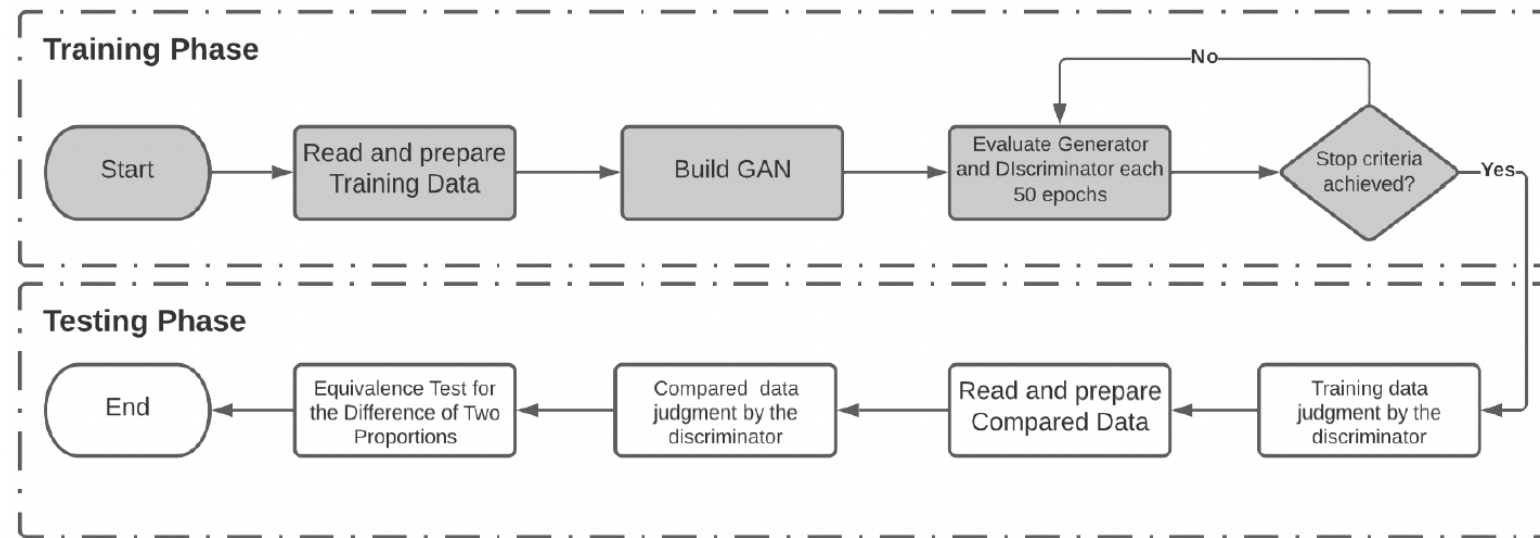 Training Phase
No
Start
Read and prepare
Training Data
Build GAN
Evaluate Generator
and DIscriminator each
50 epochs
Stop criteria
achieved?
Yes
Testing Phase
End
Equivalence Test for
the Difference of Two
Proportions
Compared data
judgment by the
discriminator
Read and prepare
Compared Data
Training data
judgment by the
discriminator